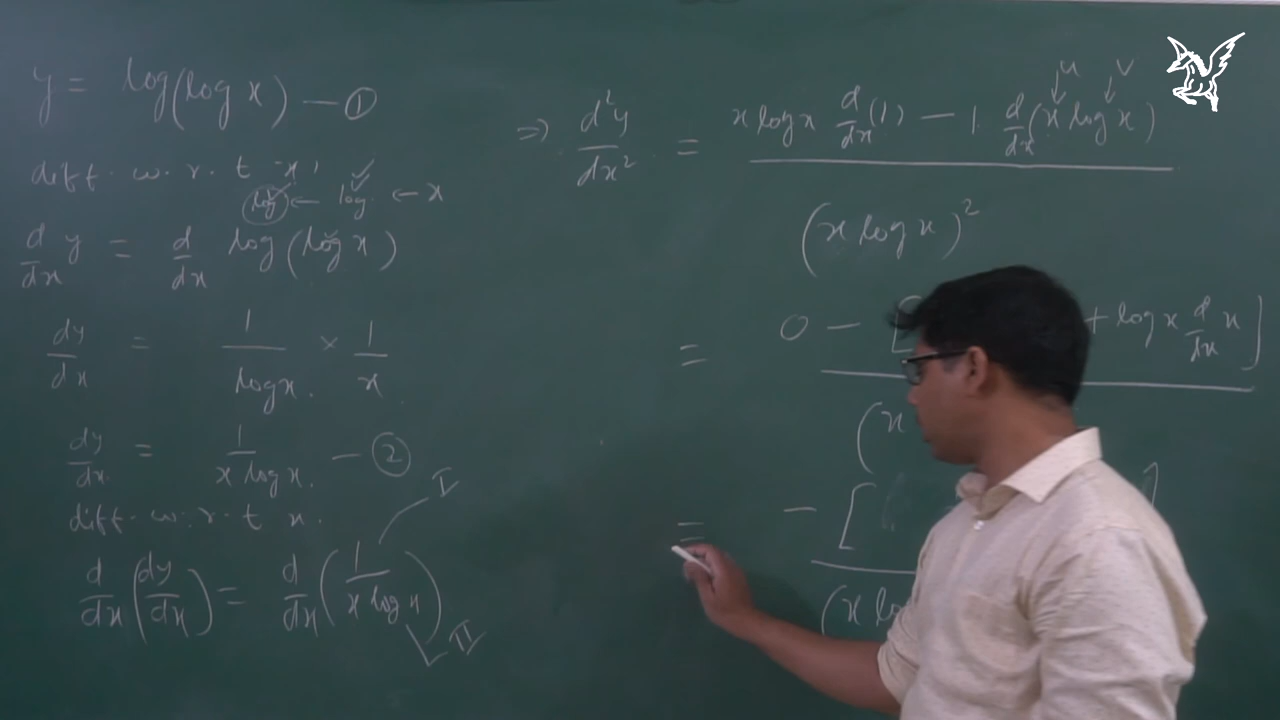 y = log(log x) — ①
diff. w. r. t x,
log ← log ← x
d/dx y = d/dx log(log x)
dy/dx = 1/log x . × 1/x
dy/dx = 1/x log x . — ②
diff. w. r. t x.
I
d/dx (dy/dx) = d/dx (1/x log x)
II
u v
⇒ d²y/dx² = x log x d/dx (1) — 1. d/dx (x log x)
(x log x)²
= 0 — [ + log x d/dx x]
(x
= — [ ]
(x lo